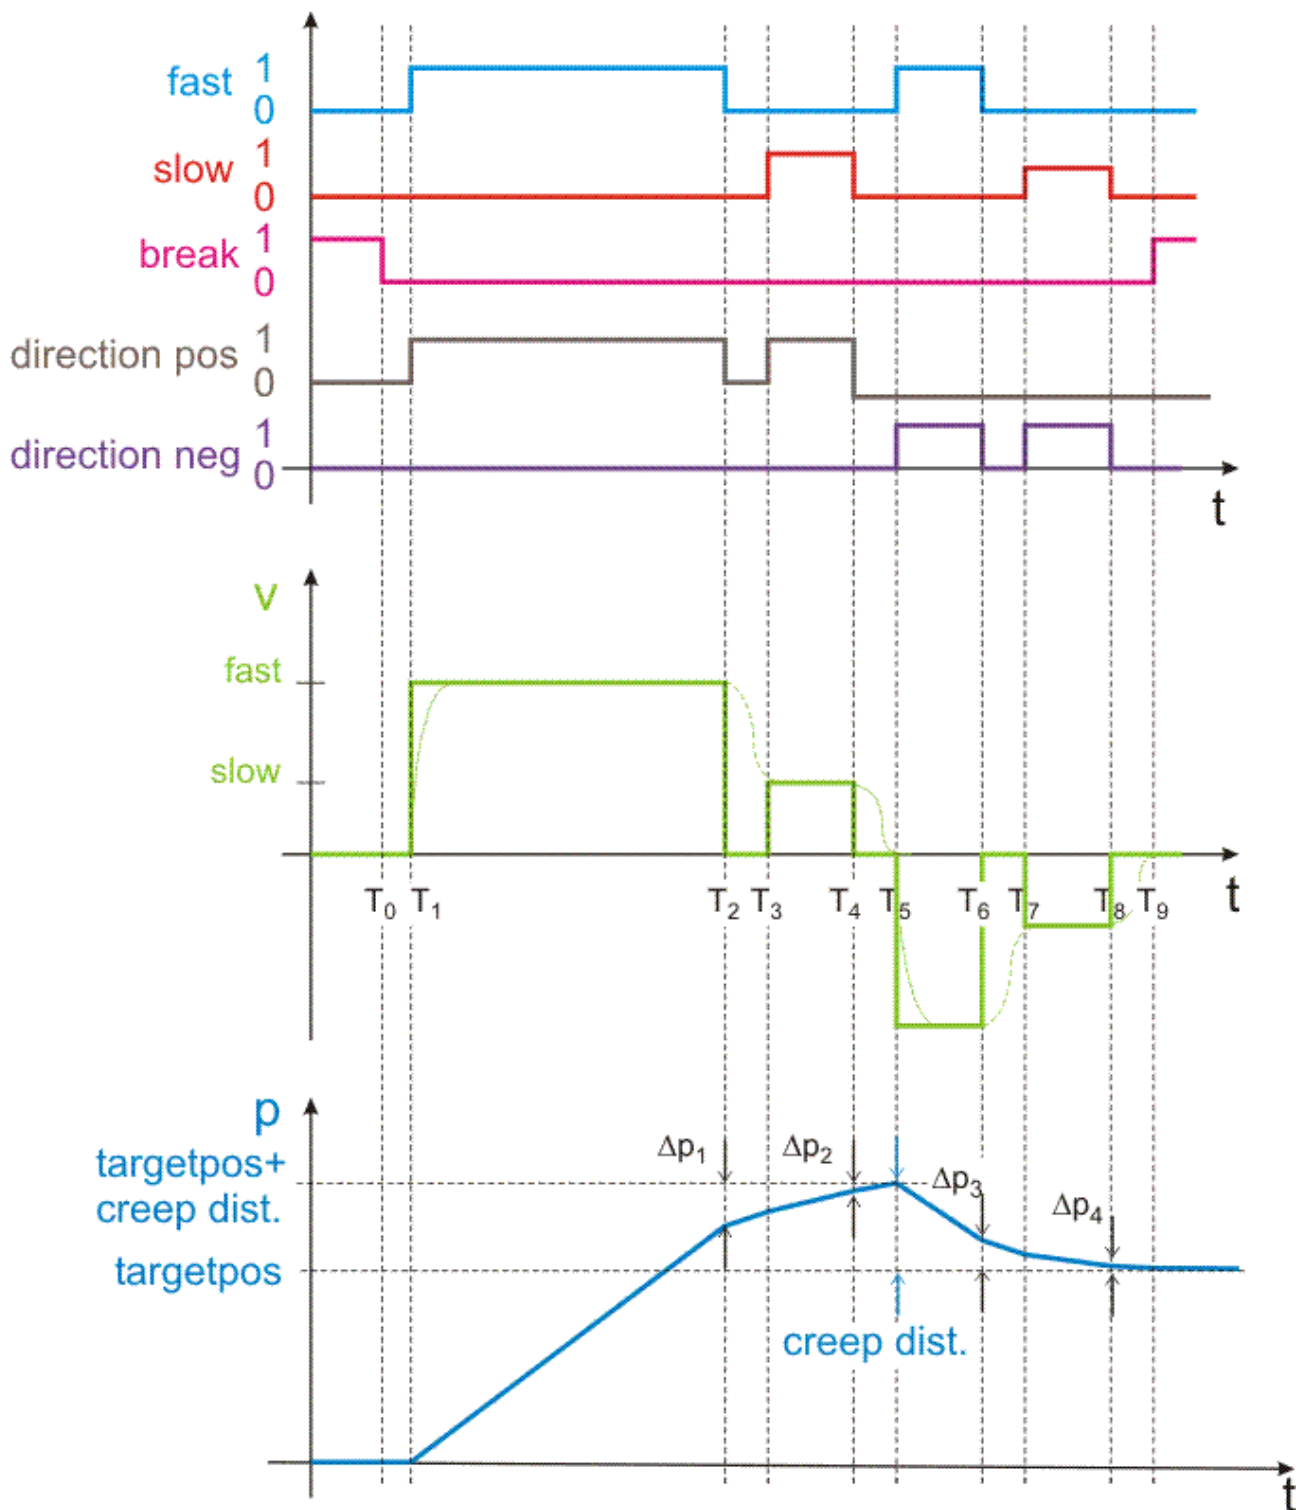 fast 1
0
slow 1
0
break 1
0
direction pos 1
0
direction neg 1
0
t
v
fast
slow
T0 T1 T2 T3 T4 T5 T6 T7 T8 T9 t
p
targetpos+
creep dist.
targetpos
Δp1 Δp2 Δp3 Δp4
creep dist.
t